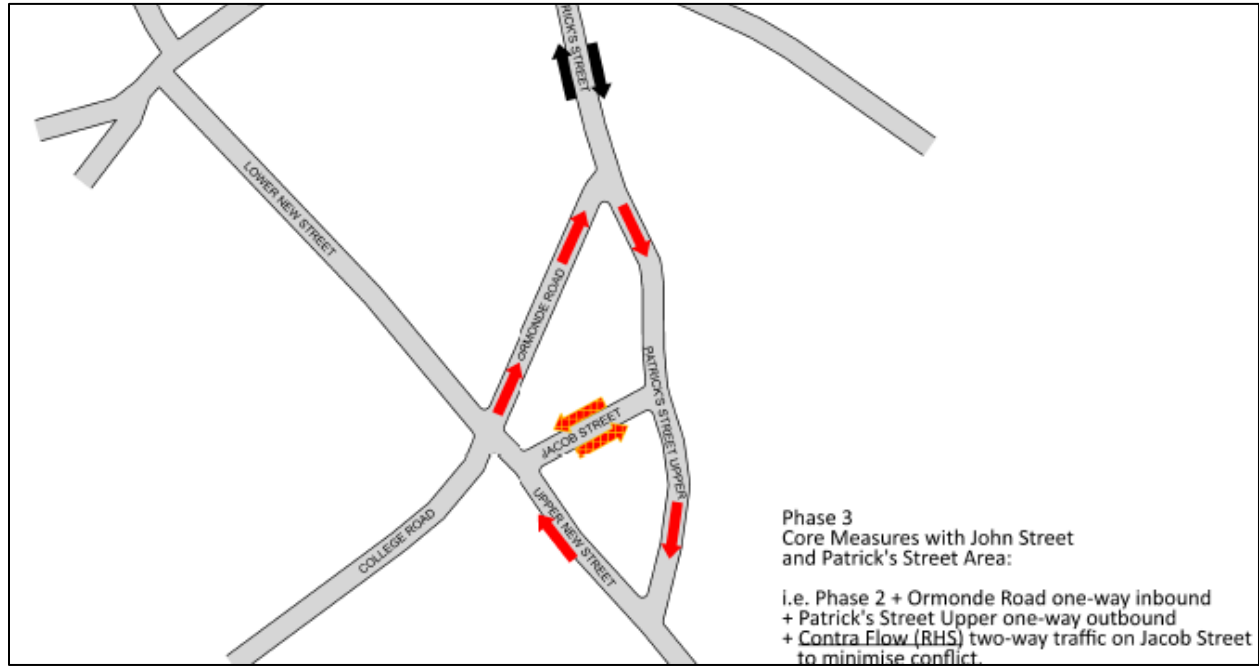 RICK'S STREET
LOWER NEW STREET
ORMONDE ROAD
PATRICK'S STREET UPPER
JACOB STREET
UPPER NEW STREET
COLLEGE ROAD
Phase 3
Core Measures with John Street
and Patrick's Street Area:
i.e. Phase 2 + Ormonde Road one-way inbound
+ Patrick's Street Upper one-way outbound
+ Contra Flow (RHS) two-way traffic on Jacob Street
to minimise conflict.